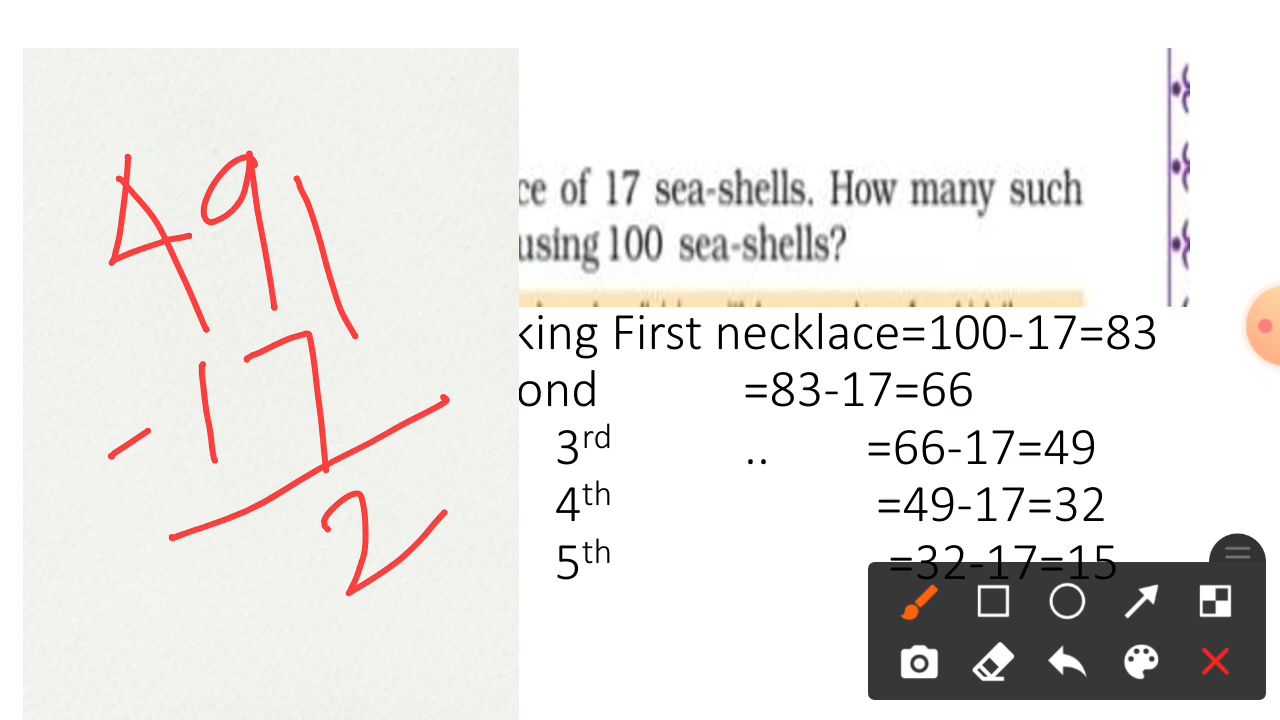 491
- 17
2
ce of 17 sea-shells. How many such
using 100 sea-shells?
king First necklace=100-17=83
ond =83-17=66
3rd .. =66-17=49
4th =49-17=32
5th =32-17=15